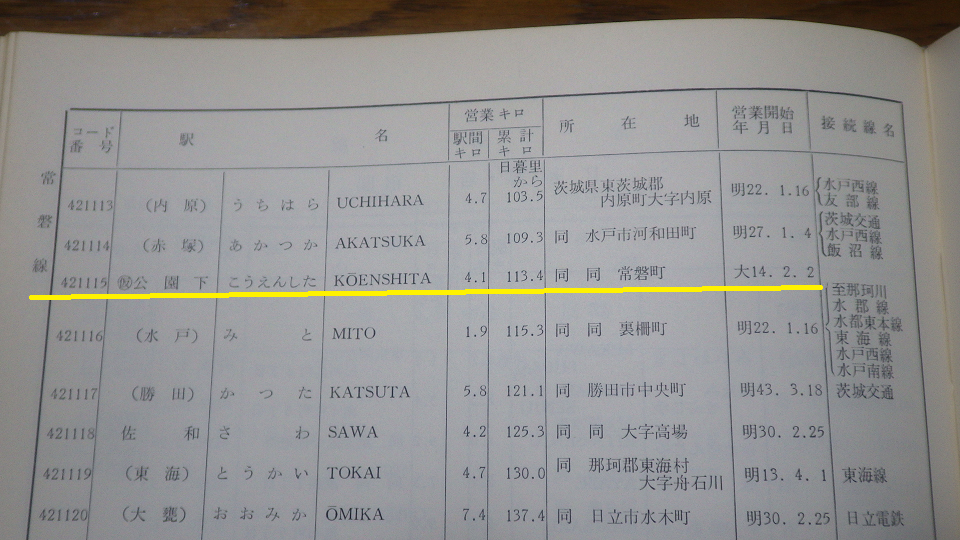 常磐線
コード番号 駅名 営業キロ 所在地 営業開始年月日 接続線名
駅間キロ 累計キロ
日暮里から
421113 (内原) うちはら UCHIHARA 4.7 103.5 茨城県東茨城郡内原町大字内原 明22. 1.16 水戸西線 友部線
421114 (赤塚) あかつか AKATSUKA 5.8 109.3 同 水戸市河和田町 明27. 1. 4 茨城交通 水戸西線 飯沼線
421115 公園下 こうえんした KŌENSHITA 4.1 113.4 同 同 常磐町 大14. 2. 2
421116 (水戸) みと MITO 1.9 115.3 同 同 裏柵町 明22. 1.16 至那珂川 水郡線 水都東本線 東海線 水戸西線 水戸南線
421117 (勝田) かつた KATSUTA 5.8 121.1 同 勝田市中央町 明43. 3.18 茨城交通
421118 佐和 さわ SAWA 4.2 125.3 同 同 大字高場 明30. 2.25
421119 (東海) とうかい TOKAI 4.7 130.0 同 那珂郡東海村大字舟石川 明13. 4. 1 東海線
421120 (大甕) おおみか ŌMIKA 7.4 137.4 同 日立市水木町 明30. 2.25 日立電鉄